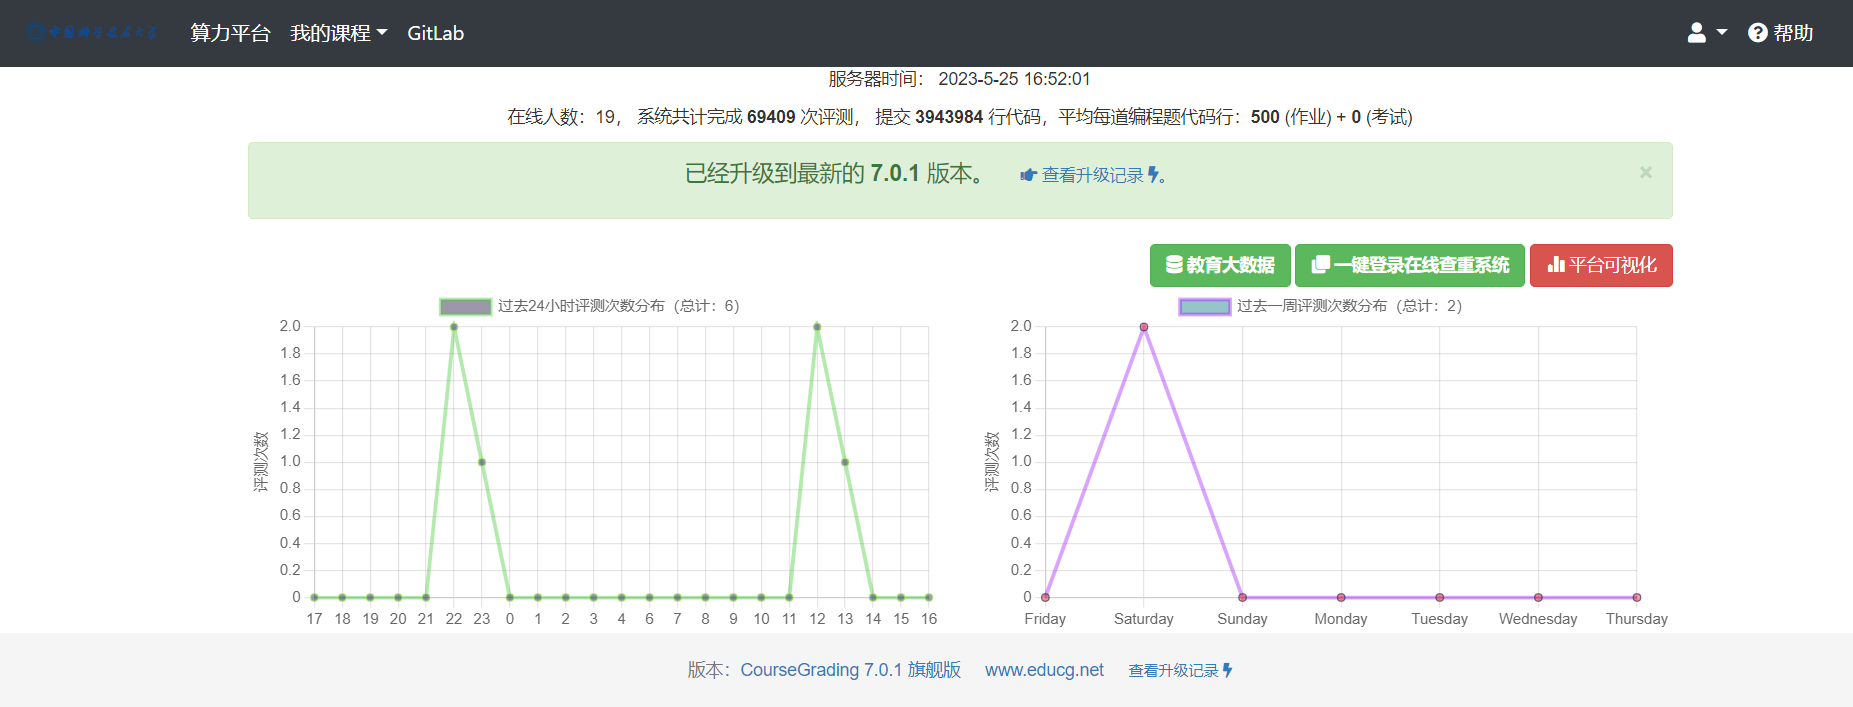 中国科学技术大学 算力平台 我的课程 GitLab 帮助
服务器时间： 2023-5-25 16:52:01
在线人数：19， 系统共计完成 69409 次评测， 提交 3943984 行代码，平均每道编程题代码行：500 (作业) + 0 (考试)
已经升级到最新的 7.0.1 版本。 查看升级记录。 ×
教育大数据 一键登录在线查重系统 平台可视化
过去24小时评测次数分布（总计：6）
2.0
1.8
1.6
1.4
1.2
1.0
0.8
0.6
0.4
0.2
0
评测次数
17 18 19 20 21 22 23 0 1 2 3 4 5 6 7 8 9 10 11 12 13 14 15 16
过去一周评测次数分布（总计：2）
2.0
1.8
1.6
1.4
1.2
1.0
0.8
0.6
0.4
0.2
0
评测次数
Friday Saturday Sunday Monday Tuesday Wednesday Thursday
版本：CourseGrading 7.0.1 旗舰版 www.educg.net 查看升级记录